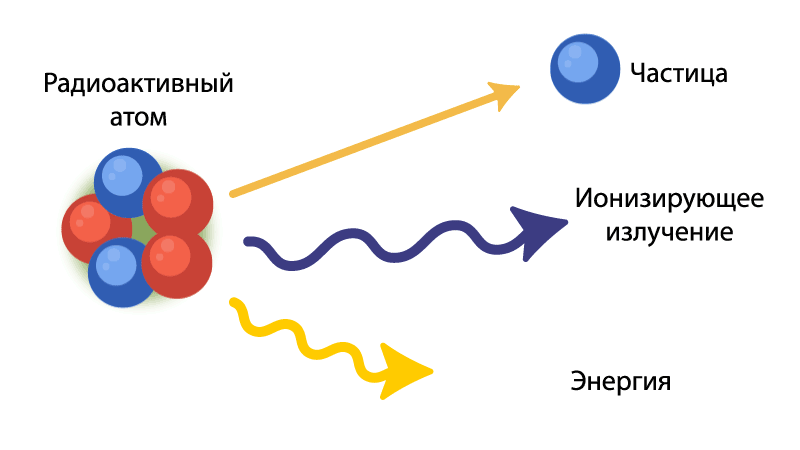 Радиоактивный
атом
Частица
Ионизирующее
излучение
Энергия